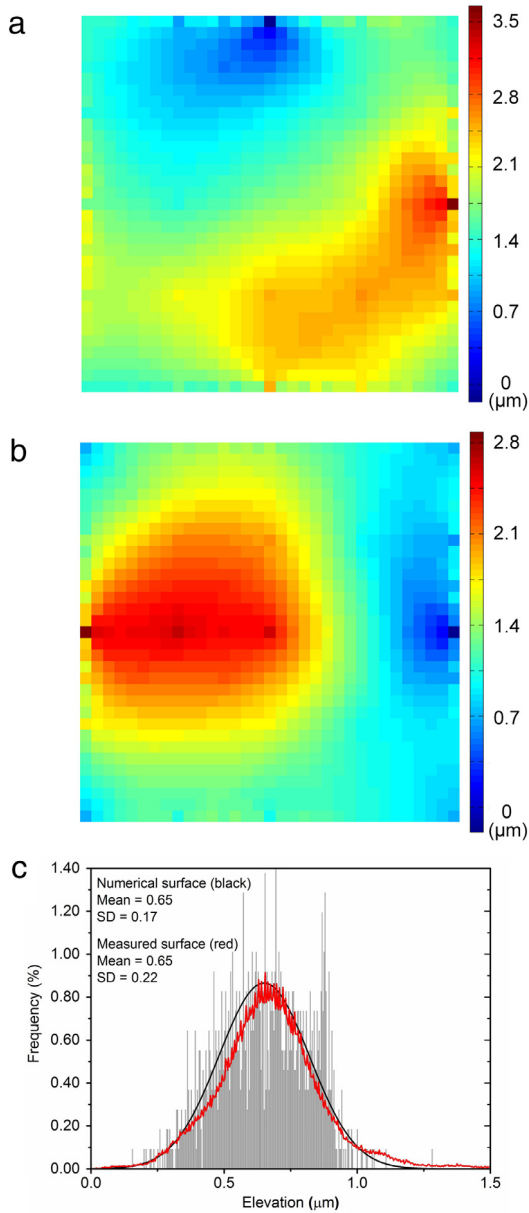 a
3.5
2.8
2.1
1.4
0.7
0
(μm)
b
2.8
2.1
1.4
0.7
0
(μm)
c
1.40
1.20
1.00
0.80
0.60
0.40
0.20
0.00
Frequency (%)
Numerical surface (black)
Mean = 0.65
SD = 0.17
Measured surface (red)
Mean = 0.65
SD = 0.22
0.0
0.5
1.0
1.5
Elevation (μm)